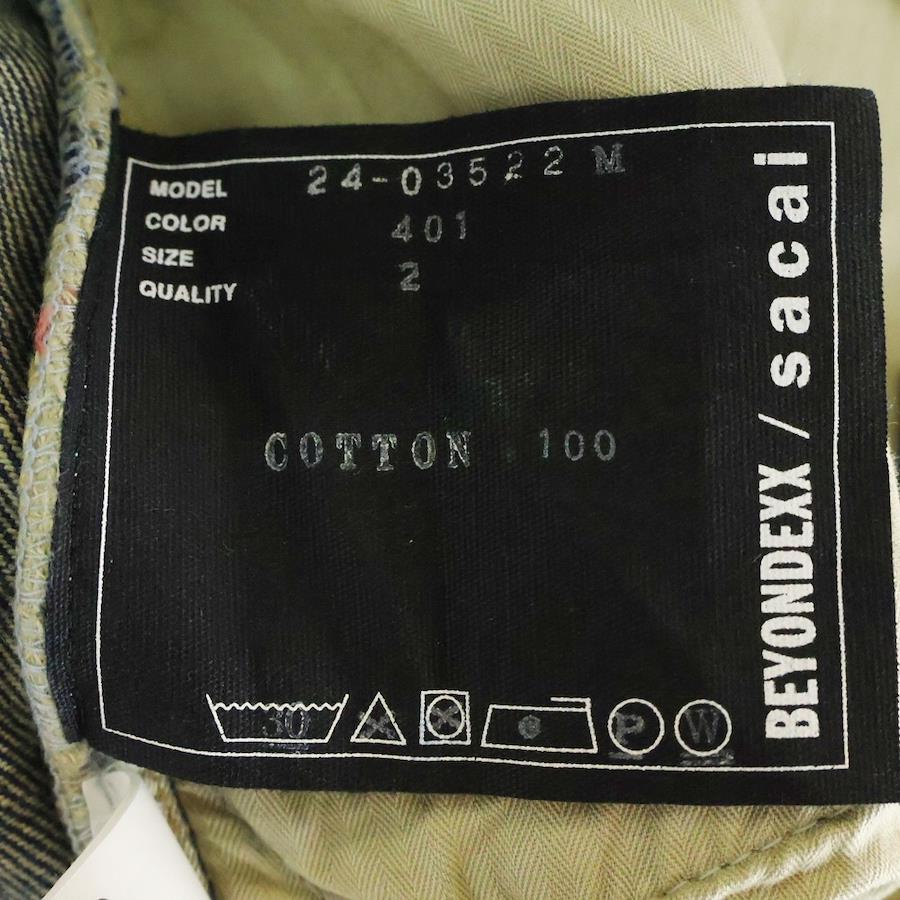 MODEL 24-03522 M
COLOR 401
SIZE 2
QUALITY
COTTON 100
30 P W
BEYONDEXX / sacai